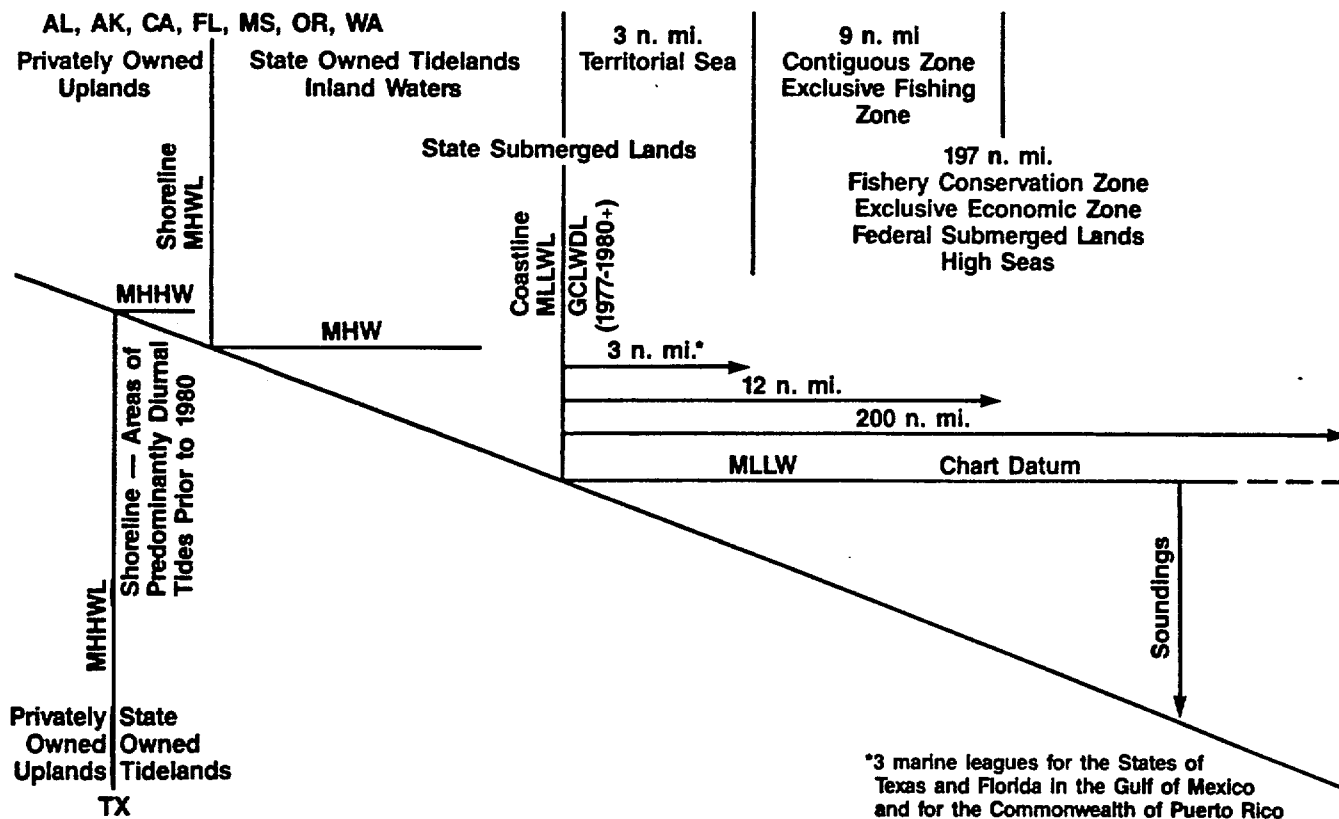 AL, AK, CA, FL, MS, OR, WA
Privately Owned
Uplands
State Owned Tidelands
Inland Waters
3 n. mi.
Territorial Sea
9 n. mi
Contiguous Zone
Exclusive Fishing
Zone
State Submerged Lands
197 n. mi.
Fishery Conservation Zone
Exclusive Economic Zone
Federal Submerged Lands
High Seas
Shoreline
MHWL
Coastline
MLLWL
GCLWDL
(1977-1980+)
MHHW
MHW
3 n. mi.*
12 n. mi.
200 n. mi.
MLLW
Chart Datum
Shoreline — Areas of
Predominantly Diurnal
Tides Prior to 1980
MHHWL
Soundings
Privately
Owned
Uplands
State
Owned
Tidelands
TX
*3 marine leagues for the States of
Texas and Florida in the Gulf of Mexico
and for the Commonwealth of Puerto Rico